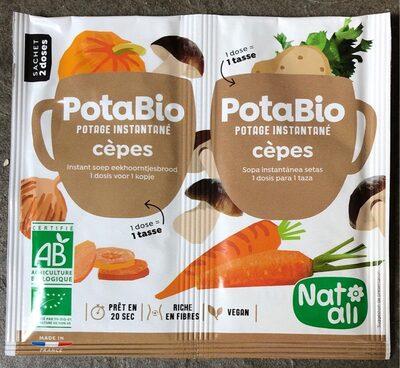 SACHET
2 doses
PotaBio
POTAGE INSTANTANÉ
cèpes
Instant soep eekhoorntjesbrood
1 dosis voor 1 kopje
1 dose =
1 tasse
1 dose =
1 tasse
PotaBio
POTAGE INSTANTANÉ
cèpes
Sopa instantánea setas
1 dosis para 1 taza
CERTIFIÉ
AB
AGRICULTURE
BIOLOGIQUE
PRÊT EN
20 SEC
RICHE
EN FIBRES
VEGAN
Nat
ali
MADE IN
FRANCE